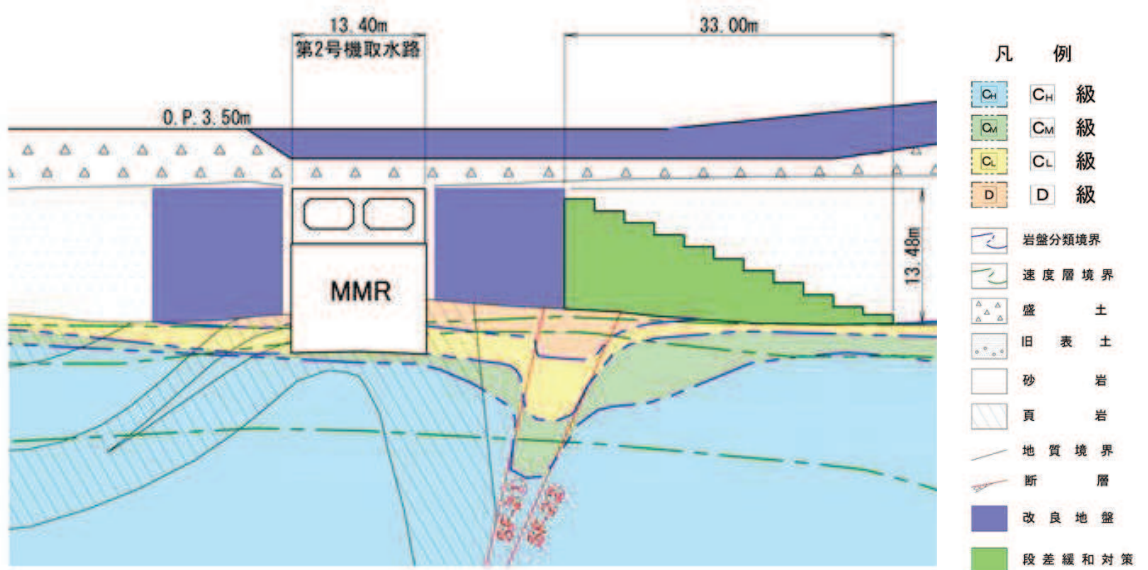 13.40m
第2号機取水路
33.00m
O.P.3.50m
13.48m
MMR
凡 例
CH CH 級
CM CM 級
CL CL 級
D D 級
岩盤分類境界
速度層境界
盛 土
旧 表 土
砂 岩
頁 岩
地 質 境 界
断 層
改 良 地 盤
段 差 緩 和 対 策